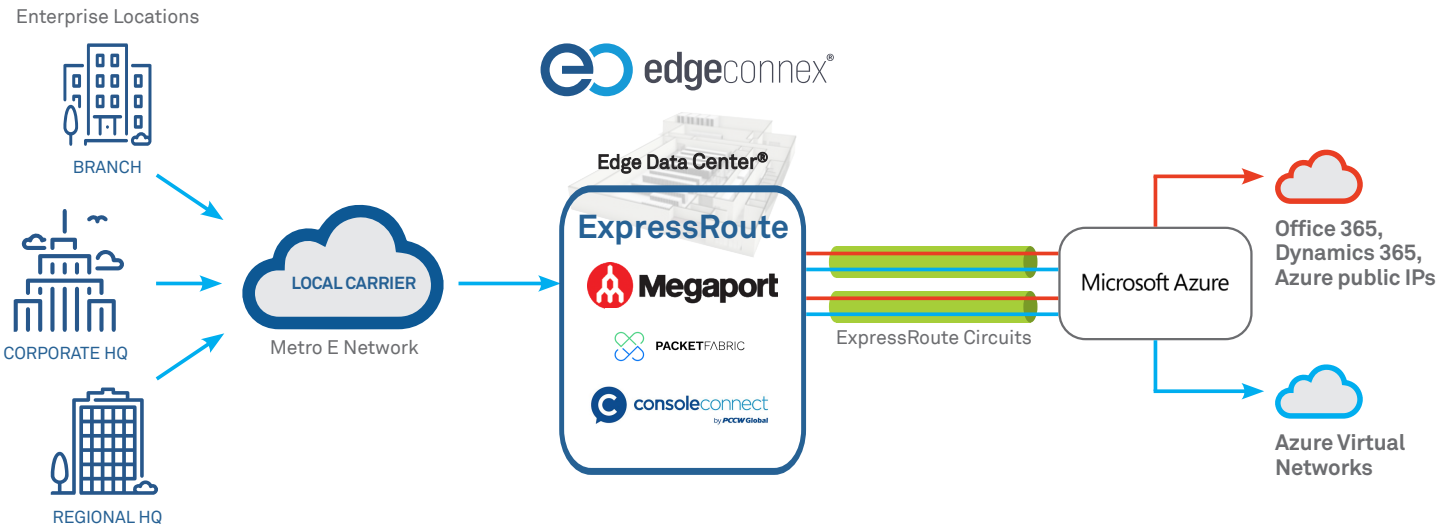 Enterprise Locations
BRANCH
CORPORATE HQ
REGIONAL HQ
LOCAL CARRIER
Metro E Network
edgeconnex®
Edge Data Center®
ExpressRoute
Megaport
PACKETFABRIC
consoleconnect
by PCCW Global
ExpressRoute Circuits
Microsoft Azure
Office 365,
Dynamics 365,
Azure public IPs
Azure Virtual
Networks